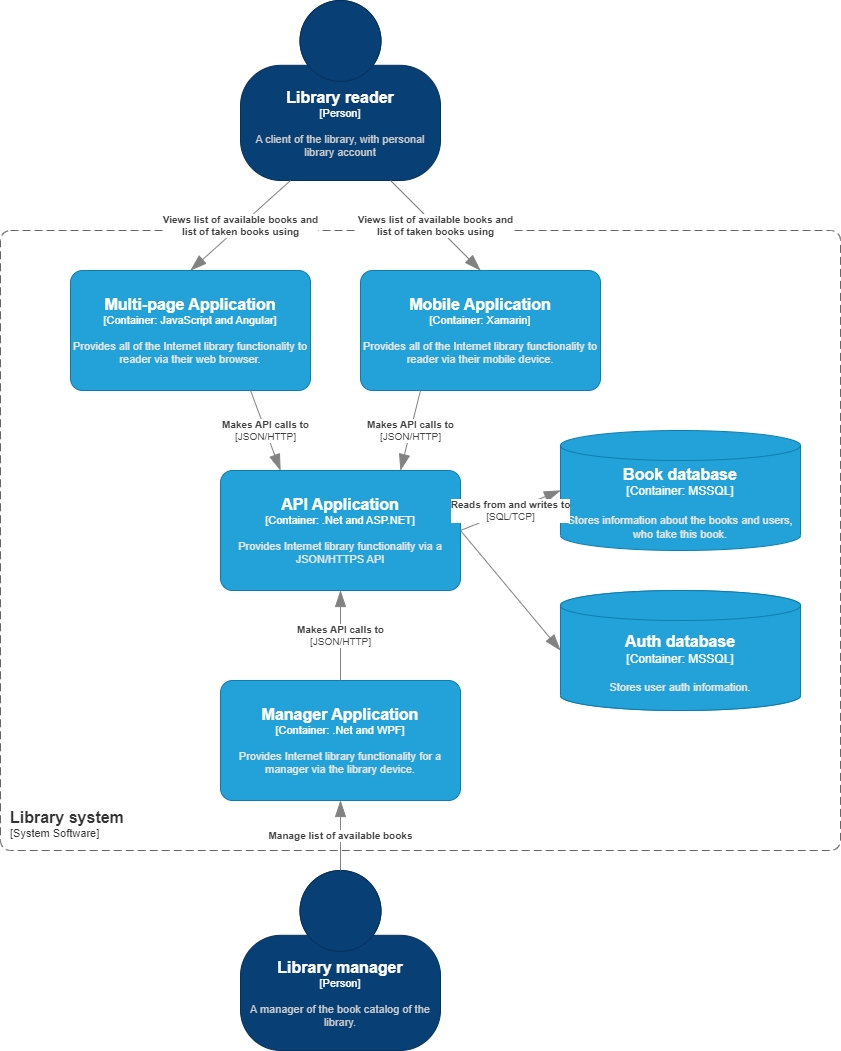 Library reader
[Person]
A client of the library, with personal
library account
Views list of available books and
list of taken books using
Views list of available books and
list of taken books using
Multi-page Application
[Container: JavaScript and Angular]
Provides all of the Internet library functionality to
reader via their web browser.
Mobile Application
[Container: Xamarin]
Provides all of the Internet library functionality to
reader via their mobile device.
Makes API calls to
[JSON/HTTP]
Makes API calls to
[JSON/HTTP]
API Application
[Container: .Net and ASP.NET]
Provides Internet library functionality via a
JSON/HTTPS API
Reads from and writes to
[SQL/TCP]
Book database
[Container: MSSQL]
Stores information about the books and users,
who take this book.
Auth database
[Container: MSSQL]
Stores user auth information.
Makes API calls to
[JSON/HTTP]
Manager Application
[Container: .Net and WPF]
Provides Internet library functionality for a
manager via the library device.
Library system
[System Software]
Manage list of available books
Library manager
[Person]
A manager of the book catalog of the
library.